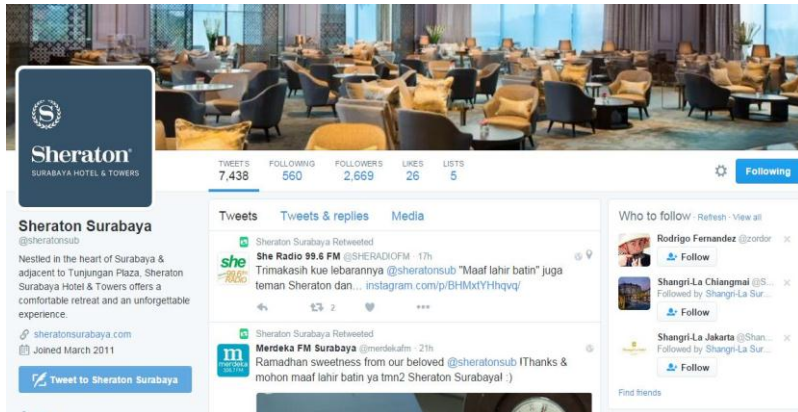 Sheraton
SURABAYA HOTEL & TOWERS
TWEETS
7,438
FOLLOWING
560
FOLLOWERS
2,669
LIKES
26
LISTS
5
Following
Sheraton Surabaya
@sheratonsub
Nestled in the heart of Surabaya &
adjacent to Tunjungan Plaza, Sheraton
Surabaya Hotel & Towers offers a
comfortable retreat and an unforgettable
experience.
sheratonsurabaya.com
Joined March 2011
Tweet to Sheraton Surabaya
Tweets Tweets & replies Media
Sheraton Surabaya Retweeted
she
RADIO
She Radio 99.6 FM @SHERADIOFM · 17h
Trimakasih kue lebarannya @sheratonsub "Maaf lahir batin" juga
teman Sheraton dan... instagram.com/p/BHMxtYHhqvq/
2
Sheraton Surabaya Retweeted
m
merdeka
Merdeka FM Surabaya @merdekafm · 21h
Ramadhan sweetness from our beloved @sheratonsub !Thanks &
mohon maaf lahir batin ya tmn2 Sheraton Surabaya! :)
Who to follow · Refresh · View all
Rodrigo Fernandez @zordor
Follow
Shangri-La Chiangmai @S...
Followed by Shangri-La Sur...
Follow
Shangri-La Jakarta @Shan...
Followed by Shangri-La Sur...
Follow
Find friends